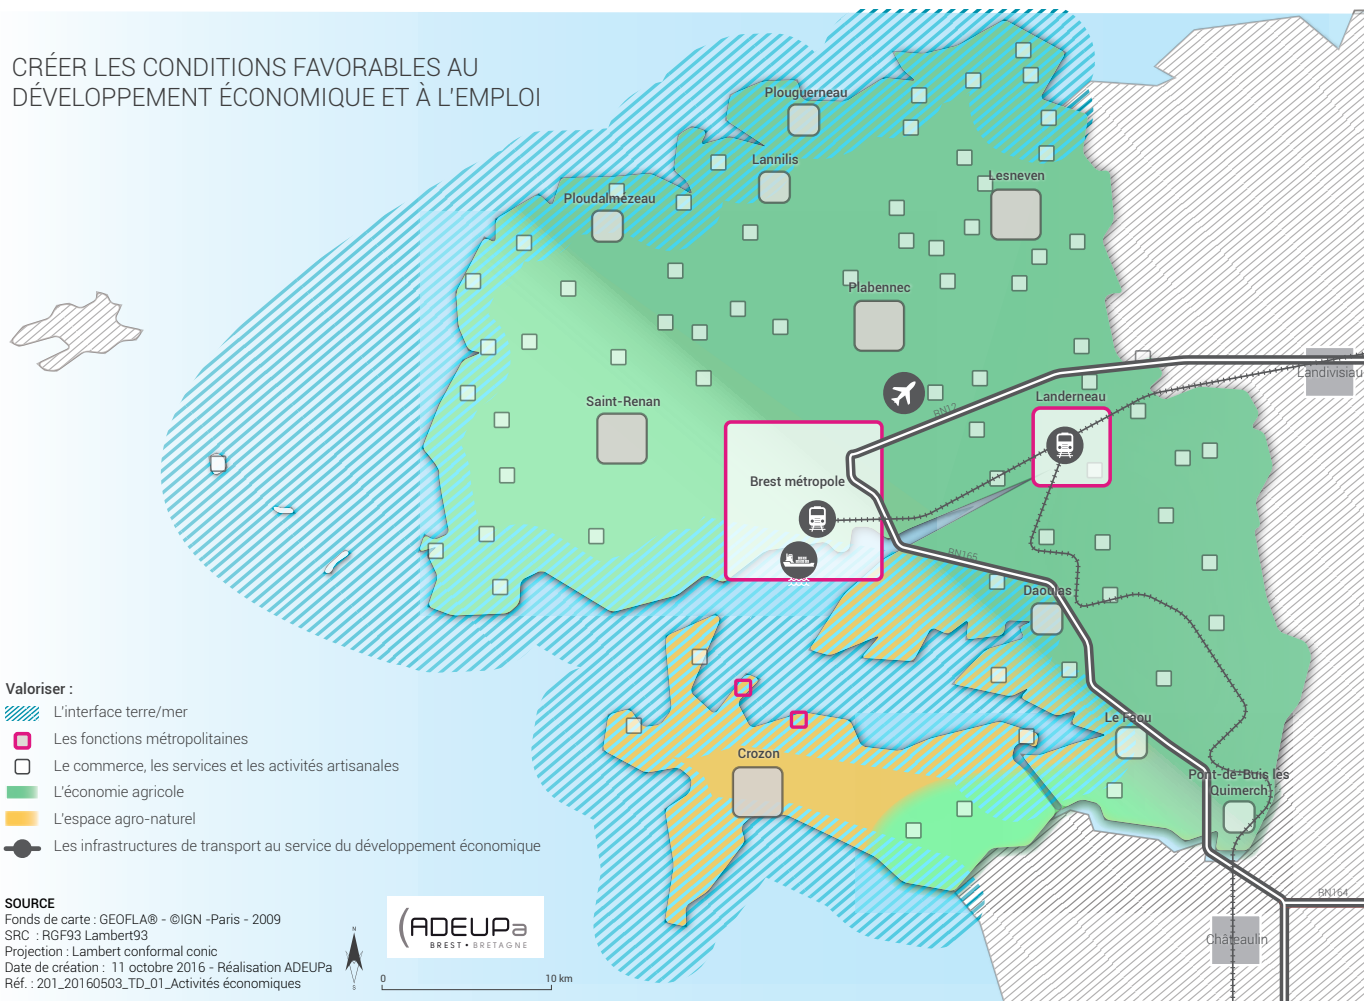 CRÉER LES CONDITIONS FAVORABLES AU
DÉVELOPPEMENT ÉCONOMIQUE ET À L'EMPLOI
Plouguerneau
Lannilis
Lesneven
Ploudalmézeau
Plabennec
Landivisiau
Saint-Renan
Landerneau
RN12
Brest métropole
RN165
Daoulas
Le Faou
Crozon
Pont-de-Buis lès
Quimerch
RN164
Châteaulin
Valoriser :
L'interface terre/mer
Les fonctions métropolitaines
Le commerce, les services et les activités artisanales
L'économie agricole
L'espace agro-naturel
Les infrastructures de transport au service du développement économique
SOURCE
Fonds de carte : GEOFLA® - ©IGN -Paris - 2009
SRC : RGF93 Lambert93
Projection : Lambert conformal conic
Date de création : 11 octobre 2016 - Réalisation ADEUPa
Réf. : 201_20160503_TD_01_Activités économiques
N
S
ADEUPa
BREST • BRETAGNE
0 10 km